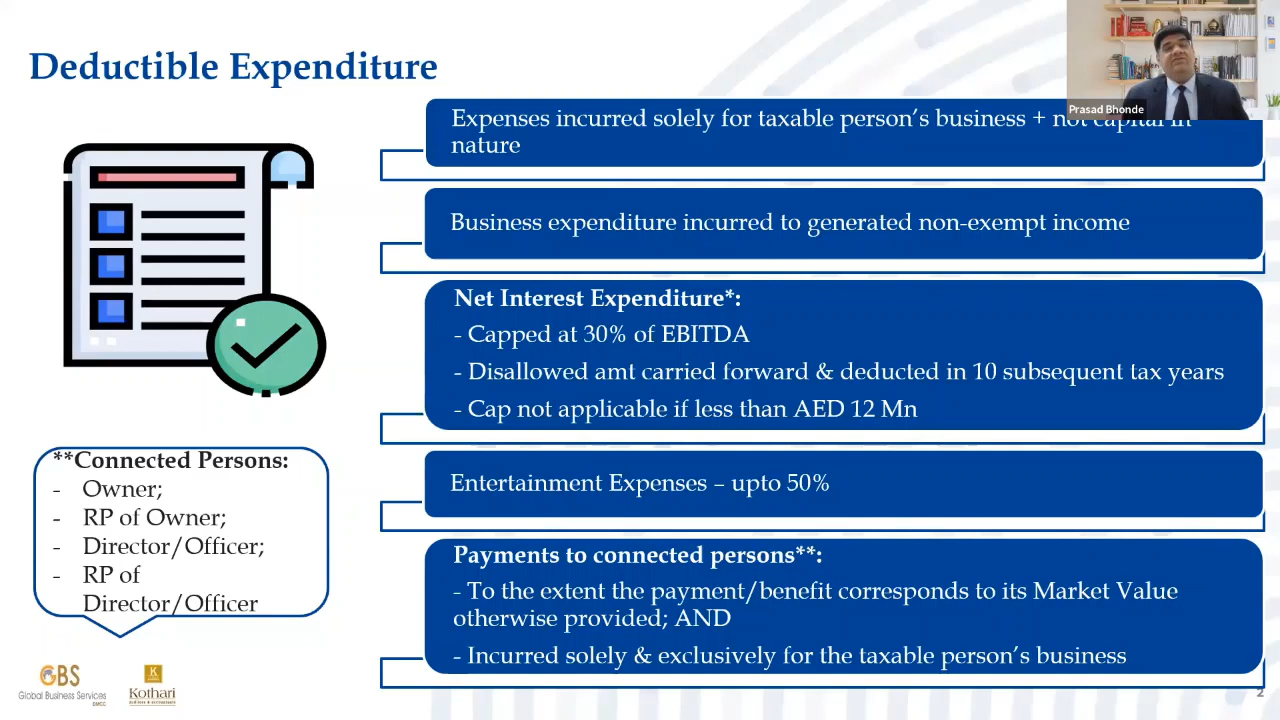 Deductible Expenditure
Prasad Bhonde
Expenses incurred solely for taxable person's business + not capital in
nature
Business expenditure incurred to generated non-exempt income
Net Interest Expenditure*:
- Capped at 30% of EBITDA
- Disallowed amt carried forward & deducted in 10 subsequent tax years
- Cap not applicable if less than AED 12 Mn
Entertainment Expenses – upto 50%
Payments to connected persons**:
- To the extent the payment/benefit corresponds to its Market Value
otherwise provided; AND
- Incurred solely & exclusively for the taxable person's business
**Connected Persons:
- Owner;
- RP of Owner;
- Director/Officer;
- RP of
Director/Officer
GBS
Global Business Services
DMCC
K
Kothari
2